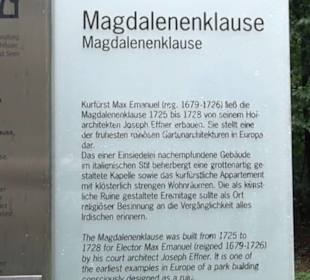 Magdalenenklause
Magdalenenklause
Kurfürst Max Emanuel (reg. 1679-1726) ließ die
Magdalenenklause 1725 bis 1728 von seinem Hof-
architekten Joseph Effner erbauen. Sie stellt eine
der frühesten ruinösen Gartenarchitekturen in Europa
dar.
Das einer Einsiedelei nachempfundene Gebäude
im italienischen Stil beherbergt eine grottenartig ge-
staltete Kapelle sowie das kurfürstliche Appartement
mit klösterlich strengen Wohnräumen. Die als künst-
liche Ruine gestaltete Eremitage sollte als Ort
religiöser Besinnung an die Vergänglichkeit alles
Irdischen erinnern.
The Magdalenenklause was built from 1725 to
1728 for Elector Max Emanuel (reigned 1679-1726)
by his court architect Joseph Effner. It is one of
the earliest examples in Europe of a park building
consciously designed as a ruin.